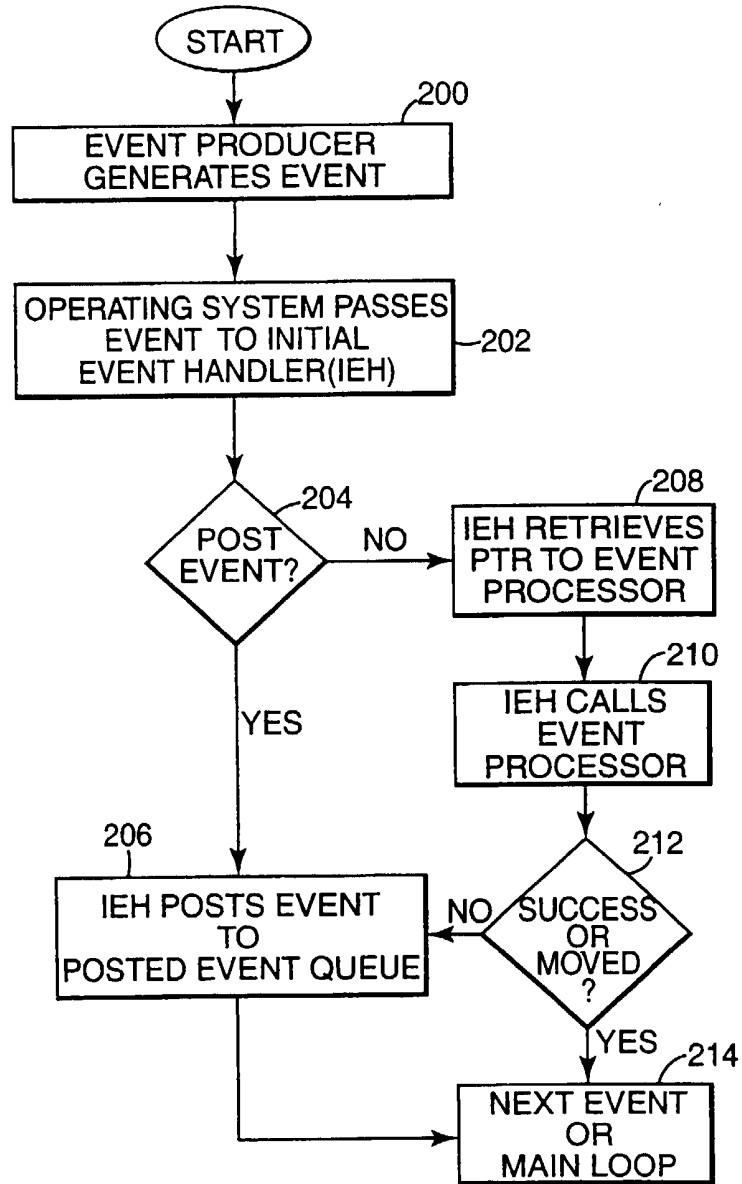 START
200
EVENT PRODUCER
GENERATES EVENT
OPERATING SYSTEM PASSES
EVENT TO INITIAL
EVENT HANDLER(IEH)
202
204
POST
EVENT?
NO
208
IEH RETRIEVES
PTR TO EVENT
PROCESSOR
210
IEH CALLS
EVENT
PROCESSOR
YES
206
IEH POSTS EVENT
TO
POSTED EVENT QUEUE
212
NO
SUCCESS
OR
MOVED
?
YES
214
NEXT EVENT
OR
MAIN LOOP